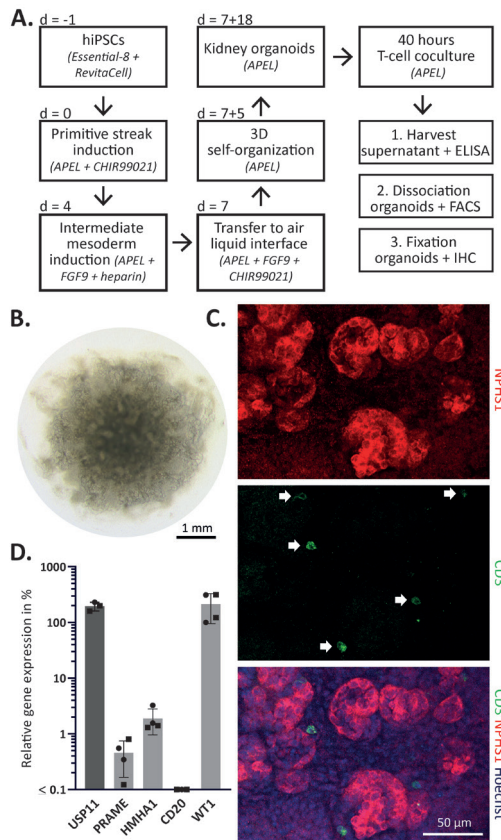 A.
d = -1
hiPSCs
(Essential-8 +
RevitaCell)
d = 0
Primitive streak
induction
(APEL + CHIR99021)
d = 4
Intermediate
mesoderm
induction (APEL +
FGF9 + heparin)
d = 7
Transfer to air
liquid interface
(APEL + FGF9 +
CHIR99021)
d = 7+5
3D
self-organization
(APEL)
d = 7+18
Kidney organoids
(APEL)
40 hours
T-cell coculture
(APEL)
1. Harvest
supernatant + ELISA
2. Dissociation
organoids + FACS
3. Fixation
organoids + IHC
B.
1 mm
C.
NPHS1
CD5 NPHS1 Hoechst
50 µm
D.
Relative gene expression in %
1000
100
10
1
< 0.1
USP11
PRAME
HMHA1
CD20
WT1